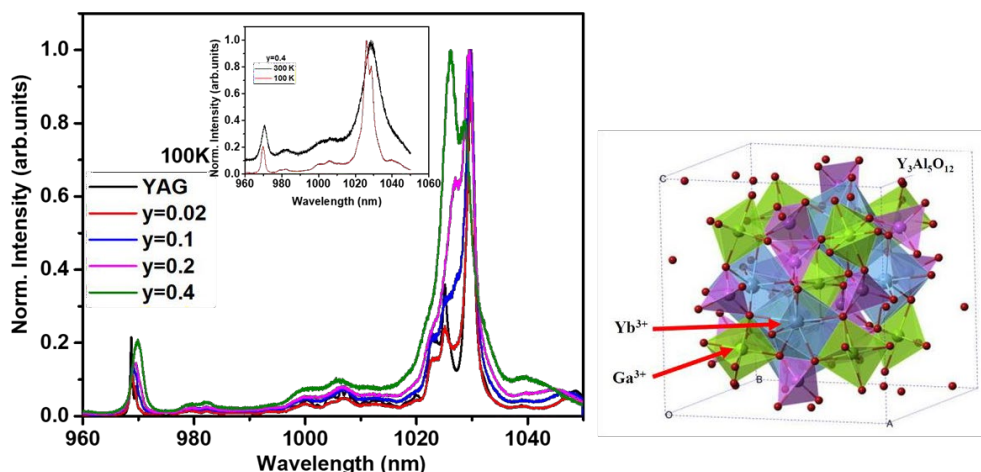 Norm. Intensity (arb.units)
1.0
0.8
0.6
0.4
0.2
0.0
960
980
1000
1020
1040
Wavelength (nm)
100K
YAG
y=0.02
y=0.1
y=0.2
y=0.4
Norm. Intensity (arb.units)
1.0
0.8
0.6
0.4
0.2
0.0
y=0.4
300 K
100 K
960
980
1000
1020
1040
1060
Wavelength (nm)
Y₃Al₅O₁₂
C
Yb³⁺
Ga³⁺
B
O
A